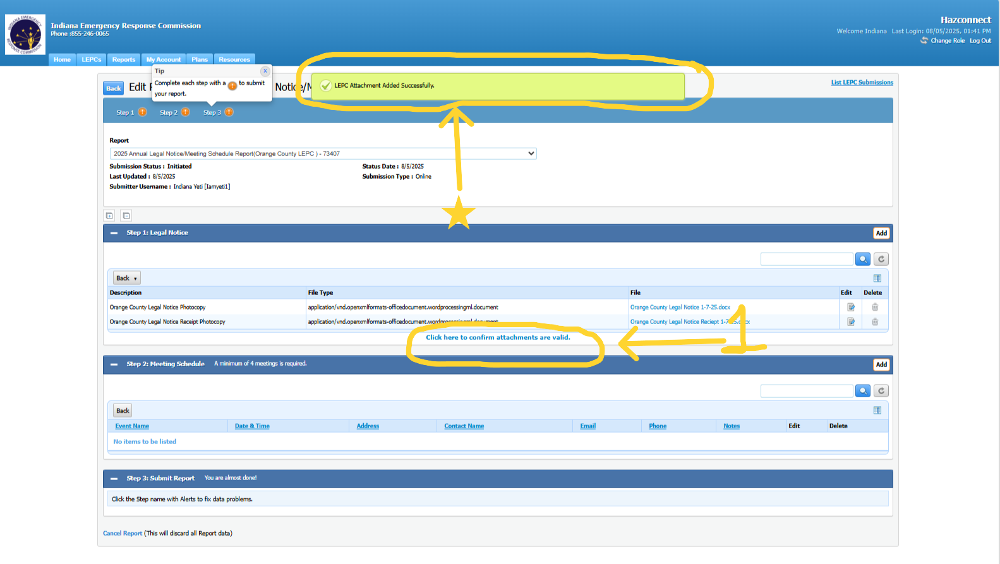 INDIANA EMERGENCY RESPONSE COMMISSION
Indiana Emergency Response Commission
Phone :855-246-0065
Hazconnect
Welcome Indiana Last Login: 08/05/2025, 01:41 PM
Change Role Log Out
Home LEPCs Reports My Account Plans Resources
Tip x
Complete each step with a ! to submit
your report.
LEPC Attachment Added Successfully.
Back Edit Notice/M
List LEPC Submissions
Step 1 ! Step 2 ! Step 3 !
Report
2025 Annual Legal Notice/Meeting Schedule Report(Orange County LEPC ) - 73407
Submission Status : Initiated Status Date : 8/5/2025
Last Updated : 8/5/2025 Submission Type : Online
Submitter Username : Indiana Yeti [Iamyeti1]
Step 1: Legal Notice Add
Back
Description File Type File Edit Delete
Orange County Legal Notice Photocopy application/vnd.openxmlformats-officedocument.wordprocessingml.document Orange County Legal Notice 1-7-25.docx
Orange County Legal Notice Receipt Photocopy application/vnd.openxmlformats-officedocument.wordprocessingml.document Orange County Legal Notice Reciept 1-7-25.docx
Click here to confirm attachments are valid.
1
Step 2: Meeting Schedule A minimum of 4 meetings is required. Add
Back
Event Name Date & Time Address Contact Name Email Phone Notes Edit Delete
No items to be listed
Step 3: Submit Report You are almost done!
Click the Step name with Alerts to fix data problems.
Cancel Report (This will discard all Report data)